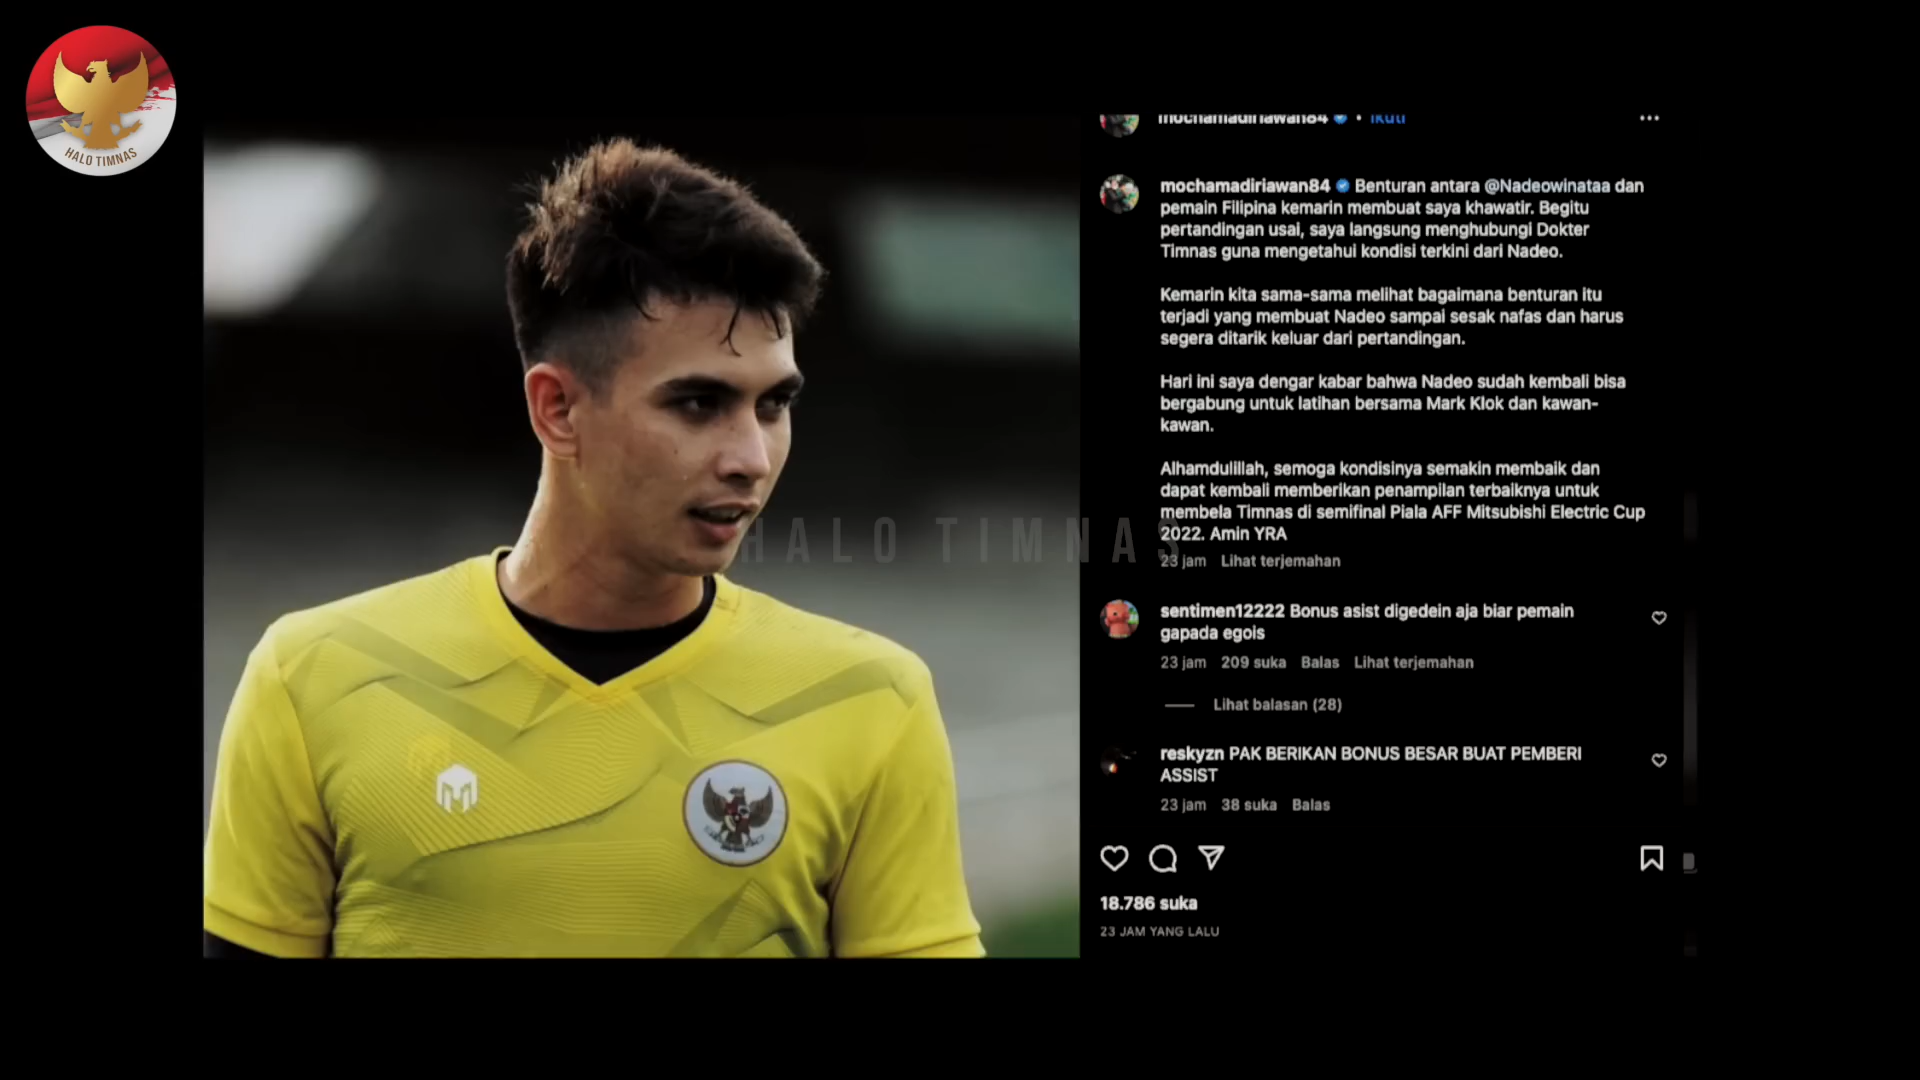 HALO TIMNAS
mochamadiriawan84 • Ikuti
mochamadiriawan84 Benturan antara @Nadeowinataa dan
pemain Filipina kemarin membuat saya khawatir. Begitu
pertandingan usai, saya langsung menghubungi Dokter
Timnas guna mengetahui kondisi terkini dari Nadeo.
Kemarin kita sama-sama melihat bagaimana benturan itu
terjadi yang membuat Nadeo sampai sesak nafas dan harus
segera ditarik keluar dari pertandingan.
Hari ini saya dengar kabar bahwa Nadeo sudah kembali bisa
bergabung untuk latihan bersama Mark Klok dan kawan-
kawan.
Alhamdulillah, semoga kondisinya semakin membaik dan
dapat kembali memberikan penampilan terbaiknya untuk
membela Timnas di semifinal Piala AFF Mitsubishi Electric Cup
2022. Amin YRA
HALO TIMNAS
23 jam Lihat terjemahan
sentimen12222 Bonus asist digedein aja biar pemain
gapada egois
23 jam 209 suka Balas Lihat terjemahan
Lihat balasan (28)
reskyzn PAK BERIKAN BONUS BESAR BUAT PEMBERI
ASSIST
23 jam 38 suka Balas
18.786 suka
23 JAM YANG LALU